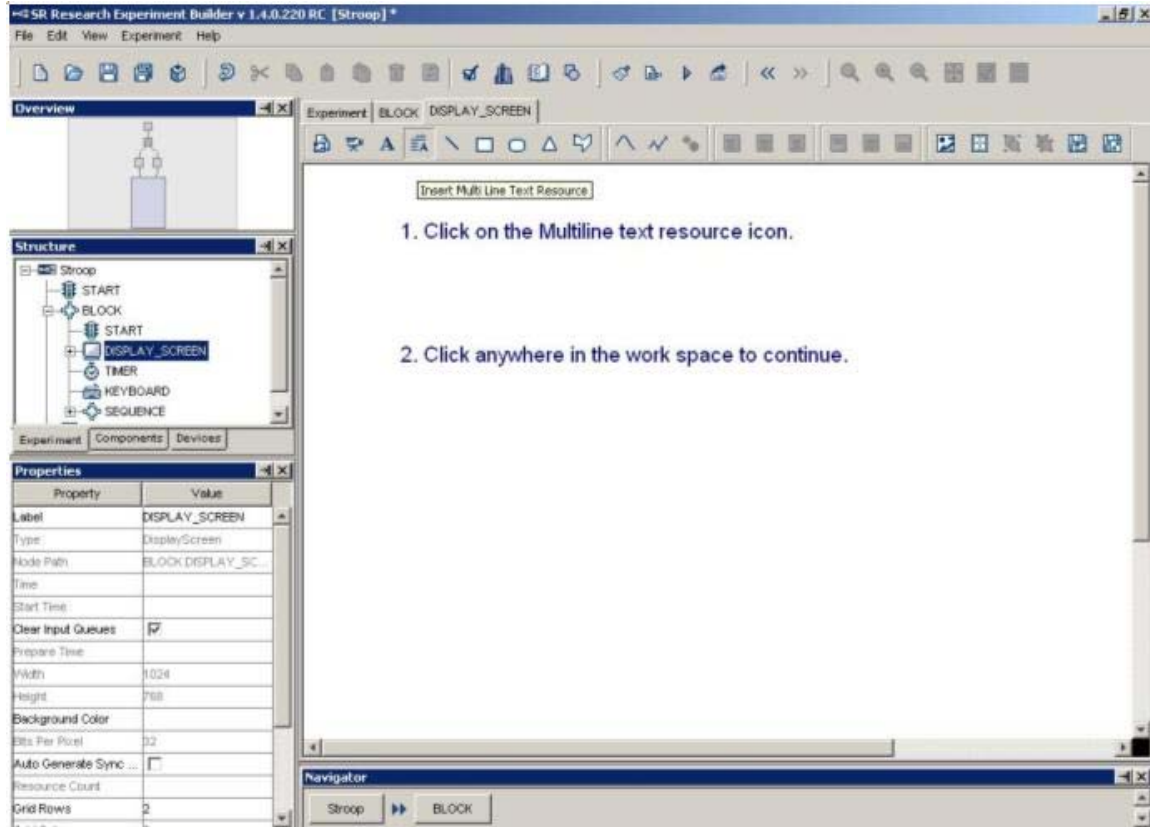 SR Research Experiment Builder v 1.4.0.220 RC [Stroop] *
File Edit View Experiment Help
Overview
Experiment BLOCK DISPLAY_SCREEN
Insert Multi Line Text Resource
1. Click on the Multiline text resource icon.
Structure
Stroop
START
BLOCK
START
DISPLAY_SCREEN
2. Click anywhere in the work space to continue.
TIMER
KEYBOARD
SEQUENCE
Experiment Components Devices
Properties
Property Value
Label DISPLAY_SCREEN
Type DisplayScreen
Node Path BLOCK.DISPLAY_SC...
Time
Start Time
Clear Input Queues
Prepare Time
Width 1024
Height 768
Background Color
Bits Per Pixel 32
Auto Generate Sync ...
Resource Count
Grid Rows 2
Navigator
Stroop BLOCK